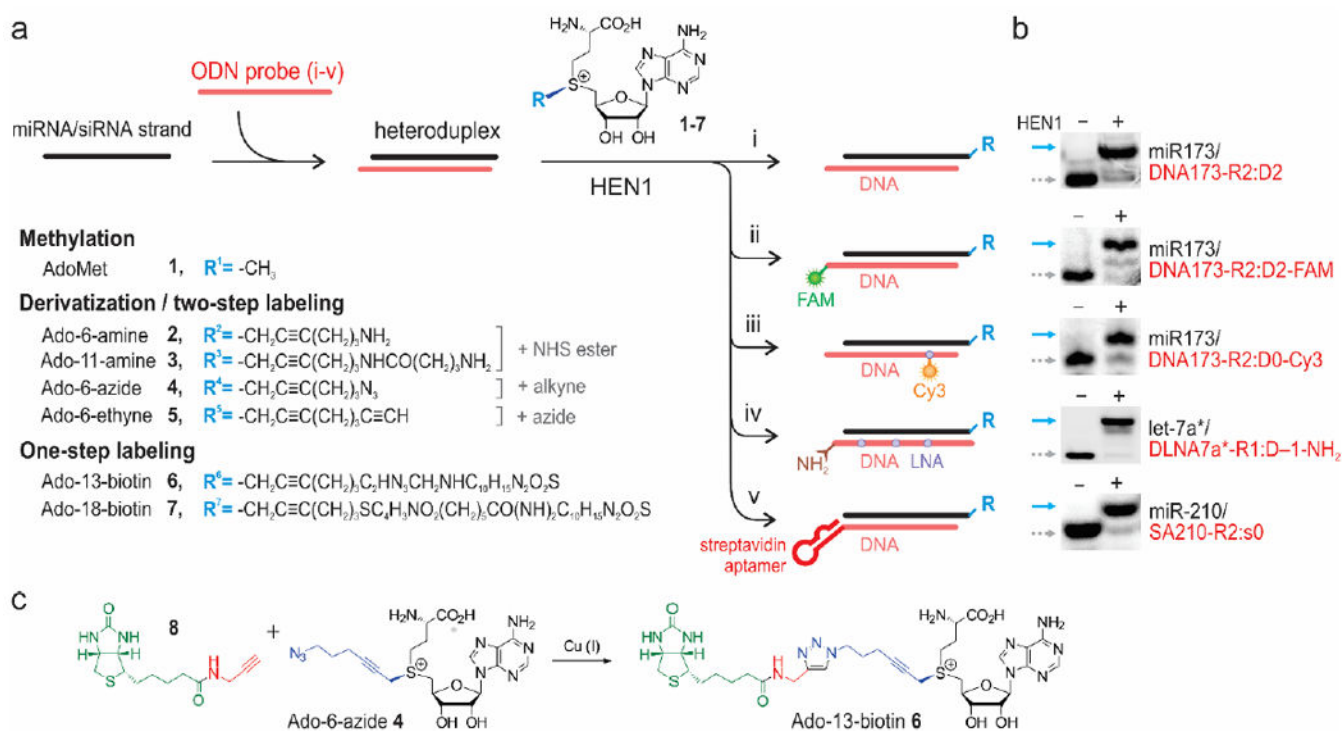 a
b
ODN probe (i-v)
miRNA/siRNA strand
heteroduplex
H₂N
CO₂H
NH₂
R
S
⊕
O
N
N
N
N
OH OH
1-7
HEN1
i
DNA
R
ii
FAM
DNA
R
iii
DNA
Cy3
R
iv
NH₂
DNA
LNA
R
v
streptavidin
aptamer
DNA
R
Methylation
AdoMet 1, R¹= -CH₃
Derivatization / two-step labeling
Ado-6-amine 2, R²= -CH₂C≡C(CH₂)₃NH₂
Ado-11-amine 3, R³= -CH₂C≡C(CH₂)₃NHCO(CH₂)₃NH₂
+ NHS ester
Ado-6-azide 4, R⁴= -CH₂C≡C(CH₂)₃N₃
+ alkyne
Ado-6-ethyne 5, R⁵= -CH₂C≡C(CH₂)₃C≡CH
+ azide
One-step labeling
Ado-13-biotin 6, R⁶= -CH₂C≡C(CH₂)₃C₂HN₃CH₂NHC₁₀H₁₅N₂O₂S
Ado-18-biotin 7, R⁷= -CH₂C≡C(CH₂)₃SC₄H₃NO₂(CH₂)₅CO(NH)₂C₁₀H₁₅N₂O₂S
HEN1 − +
miR173/
DNA173-R2:D2
− +
miR173/
DNA173-R2:D2-FAM
− +
miR173/
DNA173-R2:D0-Cy3
− +
let-7a*/
DLNA7a*-R1:D–1-NH₂
− +
miR-210/
SA210-R2:s0
c
O
HN NH
H H
S
O
H
N
8
+
N₃
H₂N
CO₂H
S
⊕
O
OH OH
NH₂
N
N
N
N
Ado-6-azide 4
Cu (I)
O
HN NH
H H
S
O
H
N
N=N
N
H₂N
CO₂H
S
⊕
O
OH OH
NH₂
N
N
N
N
Ado-13-biotin 6